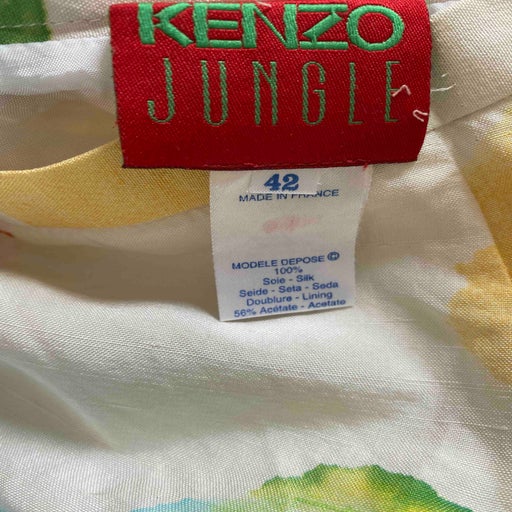 KENZO
JUNGLE
42
MADE IN FRANCE
MODELE DEPOSE ©
100%
Soie - Silk
Seide - Seta - Seda
Doublure - Lining
56% Acétate - Acetate